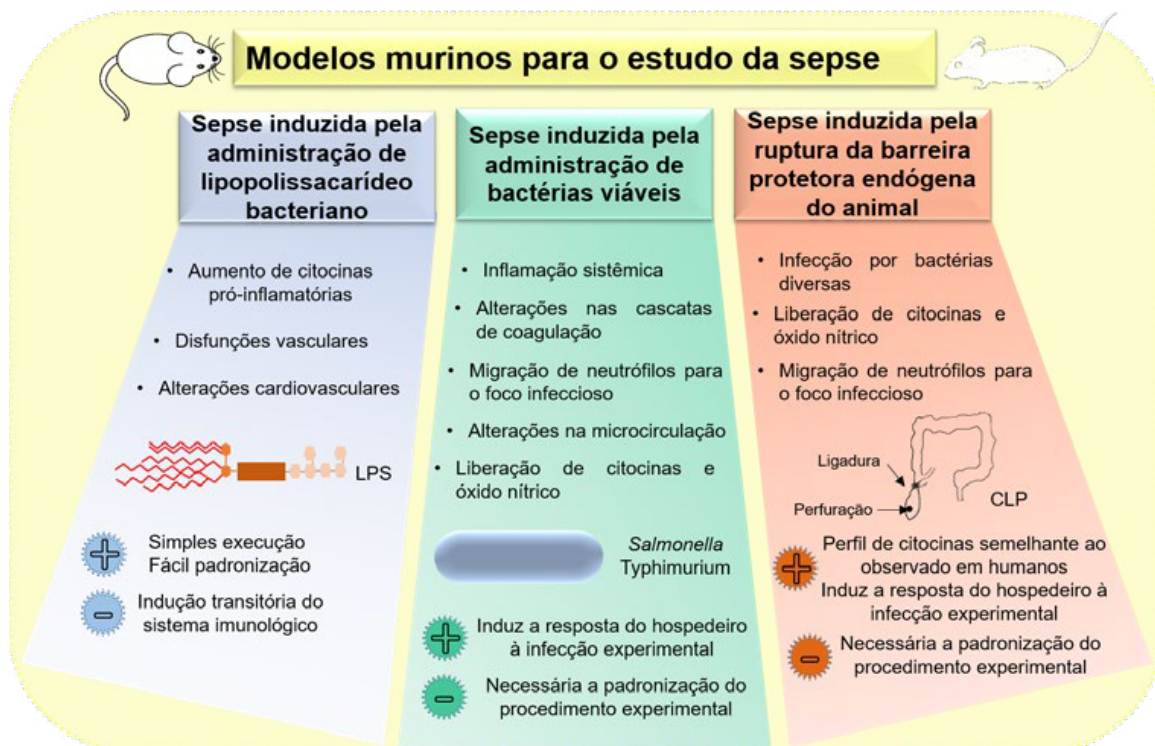 Modelos murinos para o estudo da sepse
Sepse induzida pela
administração de
lipopolissacarídeo
bacteriano
• Aumento de citocinas
pró-inflamatórias
• Disfunções vasculares
• Alterações cardiovasculares
LPS
+
Simples execução
Fácil padronização
-
Indução transitória do
sistema imunológico
Sepse induzida pela
administração de
bactérias viáveis
• Inflamação sistêmica
• Alterações nas cascatas
de coagulação
• Migração de neutrófilos para
o foco infeccioso
• Alterações na microcirculação
• Liberação de citocinas e
óxido nítrico
Salmonella
Typhimurium
+
Induz a resposta do hospedeiro
à infecção experimental
-
Necessária a padronização do
procedimento experimental
Sepse induzida pela
ruptura da barreira
protetora endógena
do animal
• Infecção por bactérias
diversas
• Liberação de citocinas e
óxido nítrico
• Migração de neutrófilos para
o foco infeccioso
Ligadura
Perfuração
CLP
+
Perfil de citocinas semelhante ao
observado em humanos
Induz a resposta do hospedeiro à
infecção experimental
-
Necessária a padronização do
procedimento experimental